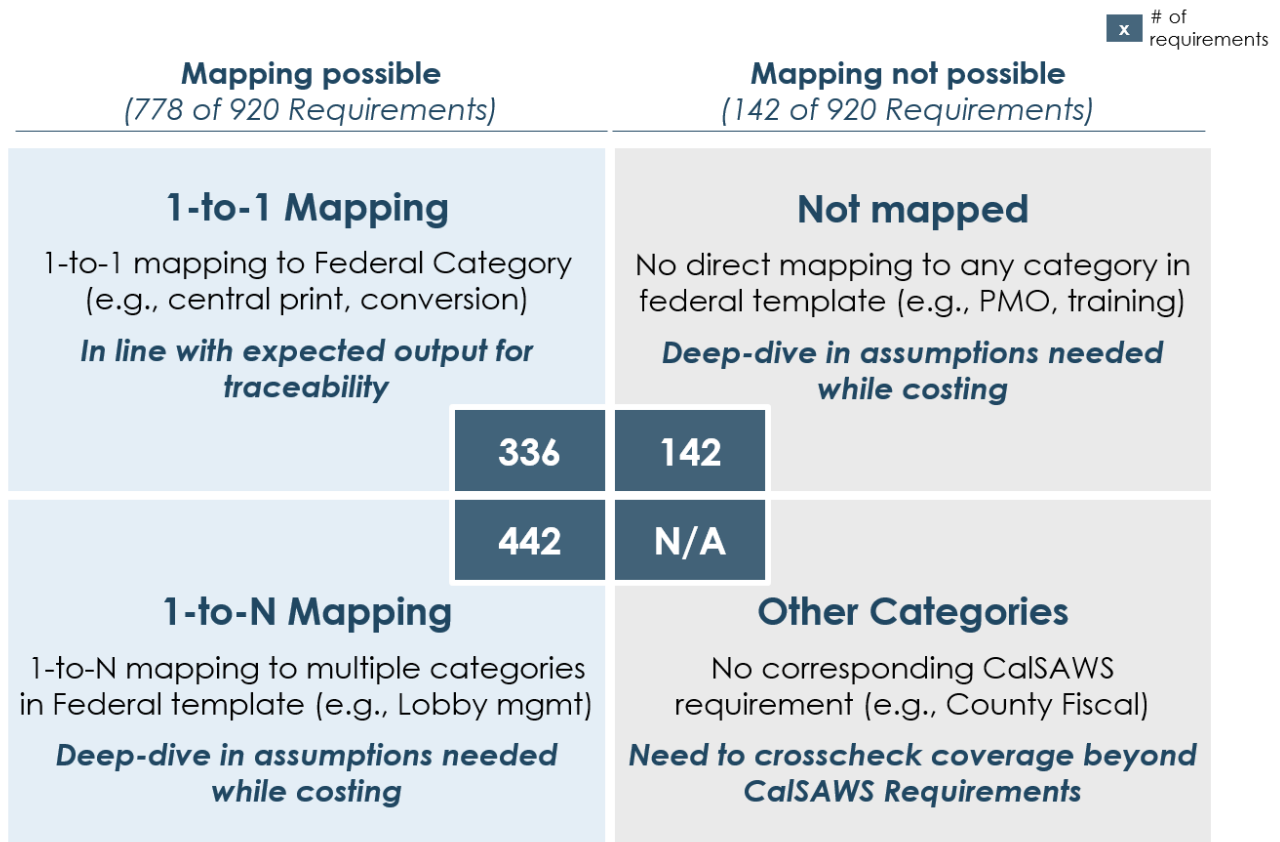 x
# of
requirements
Mapping possible
(778 of 920 Requirements)
Mapping not possible
(142 of 920 Requirements)
1-to-1 Mapping
1-to-1 mapping to Federal Category
(e.g., central print, conversion)
In line with expected output for
traceability
336
Not mapped
No direct mapping to any category in
federal template (e.g., PMO, training)
Deep-dive in assumptions needed
while costing
142
442
1-to-N Mapping
1-to-N mapping to multiple categories
in Federal template (e.g., Lobby mgmt)
Deep-dive in assumptions needed
while costing
N/A
Other Categories
No corresponding CalSAWS
requirement (e.g., County Fiscal)
Need to crosscheck coverage beyond
CalSAWS Requirements